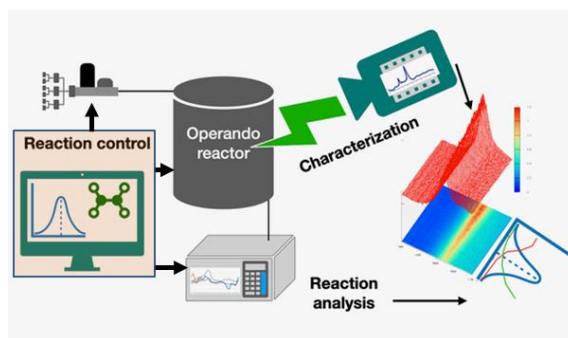 Reaction control
Operando
reactor
Characterization
Reaction
analysis